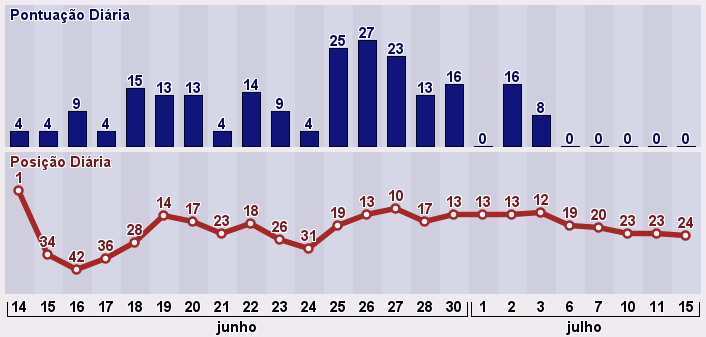 Pontuação Diária
4 4 9 4 15 13 13 4 14 9 4 25 27 23 13 16 0 16 8 0 0 0 0 0
Posição Diária
1 34 42 36 28 14 17 23 18 26 31 19 13 10 17 13 13 13 12 19 20 23 23 24
14 15 16 17 18 19 20 21 22 23 24 25 26 27 28 30 1 2 3 6 7 10 11 15
junho julho